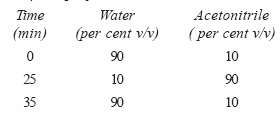 Time Water Acetonitrile
(min) (per cent v/v) ( per cent v/v)
0 90 10
25 10 90
35 90 10